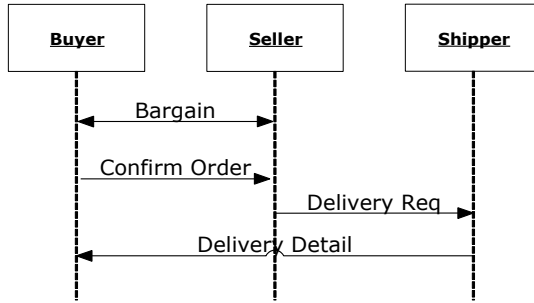 Buyer
Seller
Shipper
Bargain
Confirm Order
Delivery Req
Delivery Detail